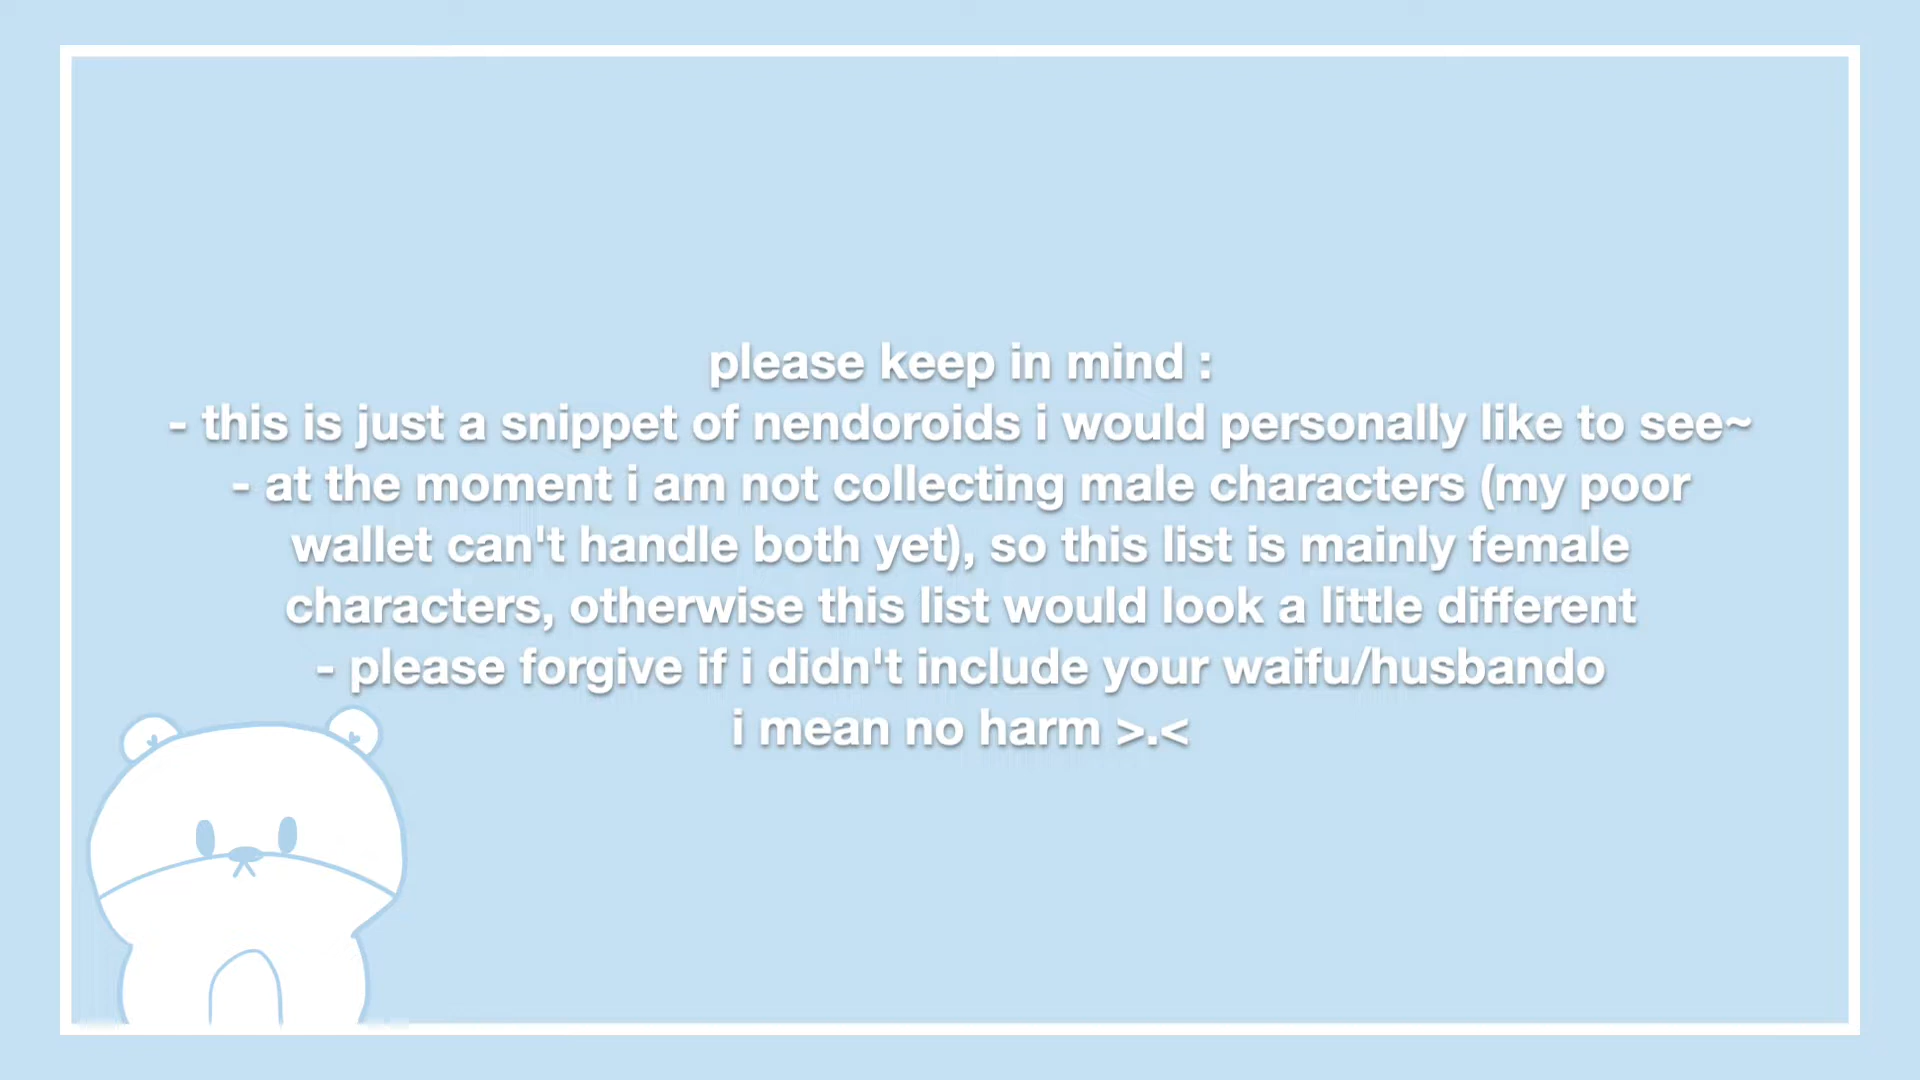 please keep in mind :
- this is just a snippet of nendoroids i would personally like to see~
- at the moment i am not collecting male characters (my poor
wallet can't handle both yet), so this list is mainly female
characters, otherwise this list would look a little different
- please forgive if i didn't include your waifu/husbando
i mean no harm >.<